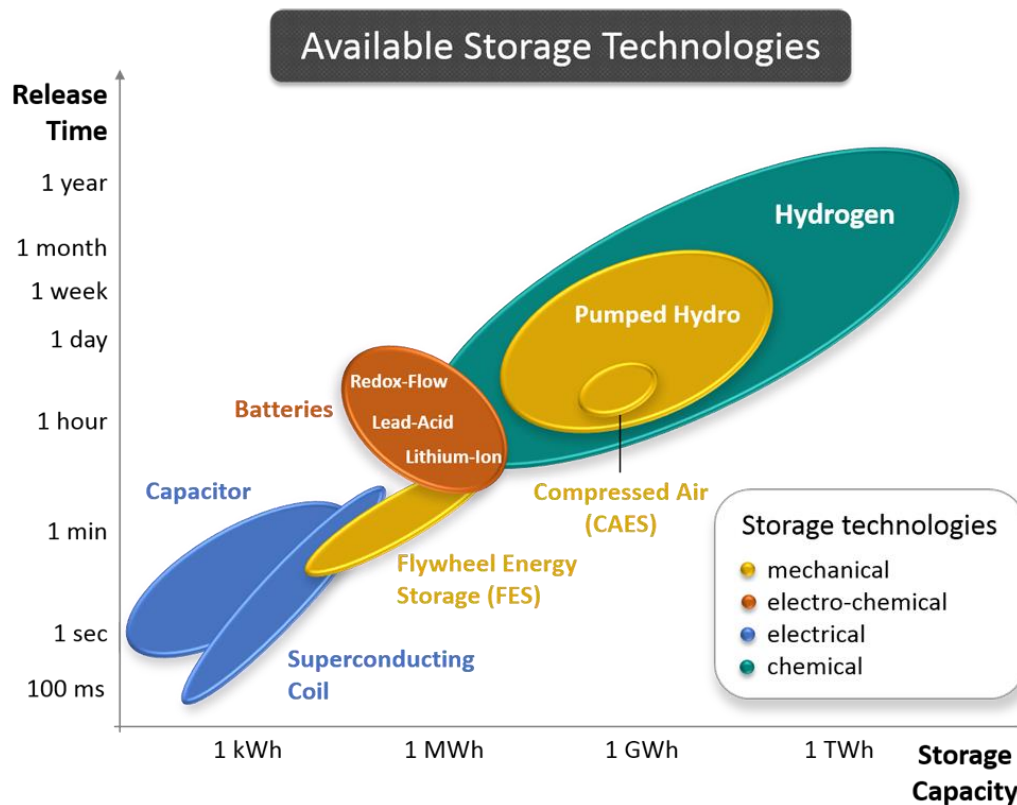 Available Storage Technologies
Release
Time
1 year
1 month
1 week
1 day
1 hour
1 min
1 sec
100 ms
Hydrogen
Pumped Hydro
Redox-Flow
Lead-Acid
Lithium-Ion
Batteries
Capacitor
Compressed Air
(CAES)
Flywheel Energy
Storage (FES)
Superconducting
Coil
Storage technologies
mechanical
electro-chemical
electrical
chemical
1 kWh
1 MWh
1 GWh
1 TWh
Storage
Capacity